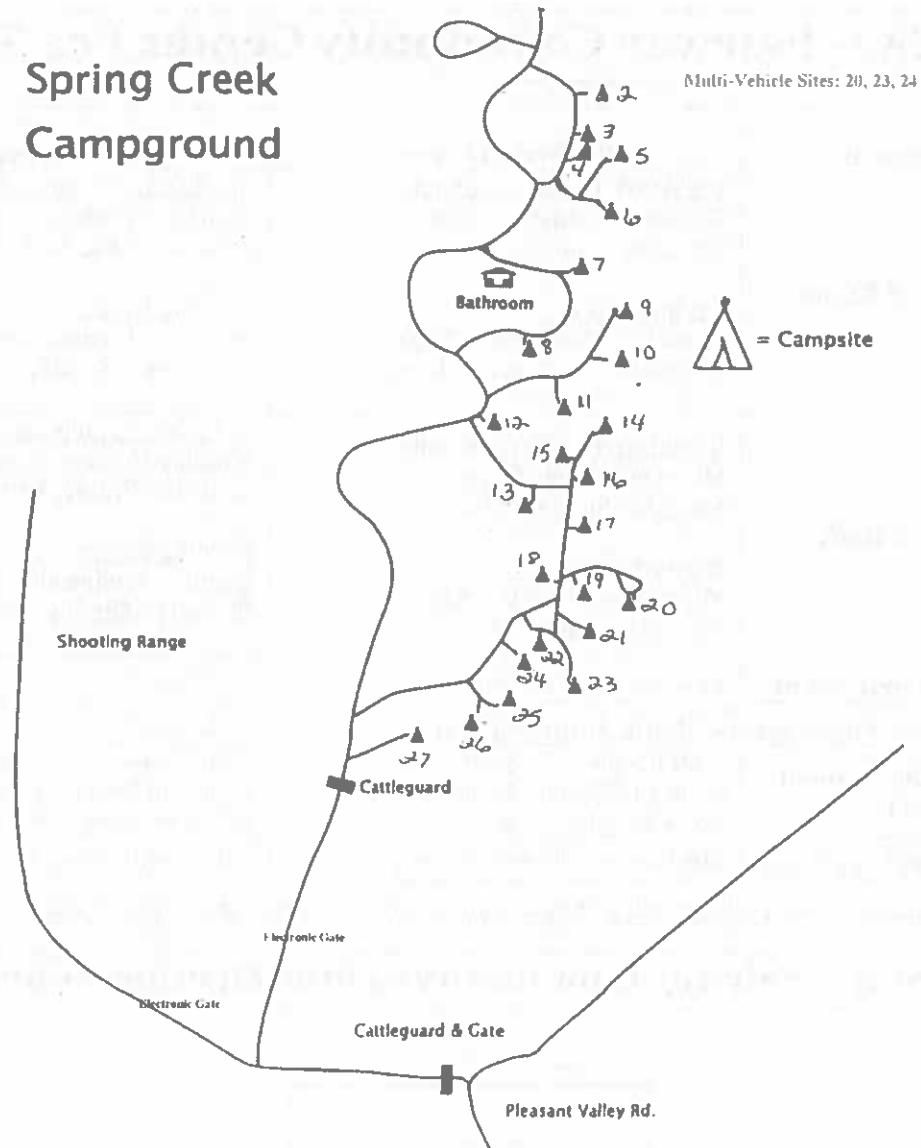 Spring Creek
Campground
Multi-Vehicle Sites: 20, 23, 24
2
3
4
5
6
7
Bathroom
8
9
10
= Campsite
11
12
14
15
16
13
17
18
19
20
Shooting Range
21
22
24
23
25
26
27
Cattleguard
Electronic Gate
Electronic Gate
Cattleguard & Gate
Pleasant Valley Rd.